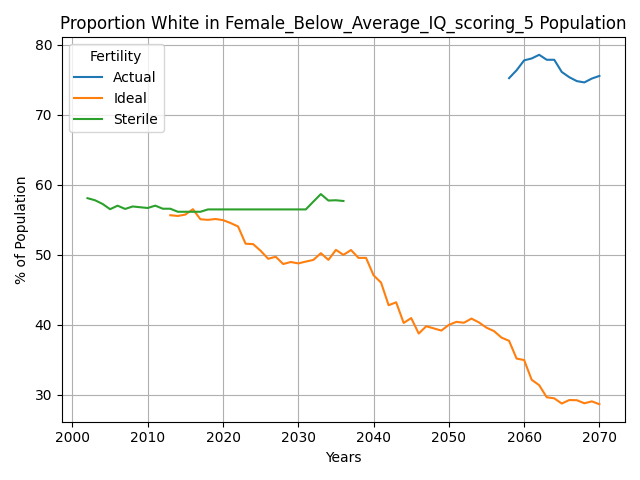 Proportion White in Female_Below_Average_IQ_scoring_5 Population
Fertility
Actual
Ideal
Sterile
% of Population
80
70
60
50
40
30
2000 2010 2020 2030 2040 2050 2060 2070
Years